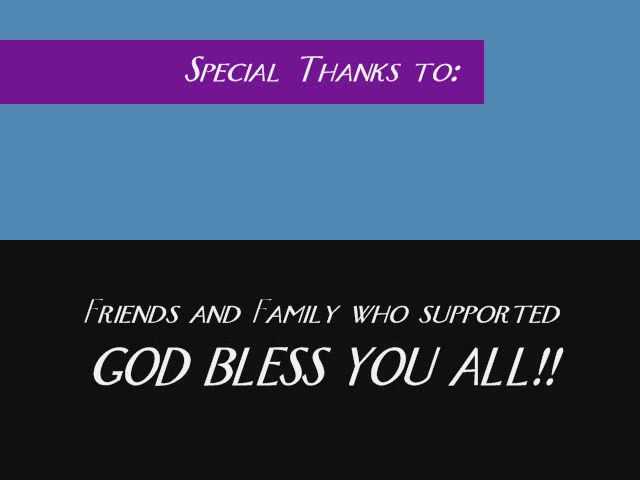 Special Thanks to:
Friends and Family who supported
GOD BLESS YOU ALL!!